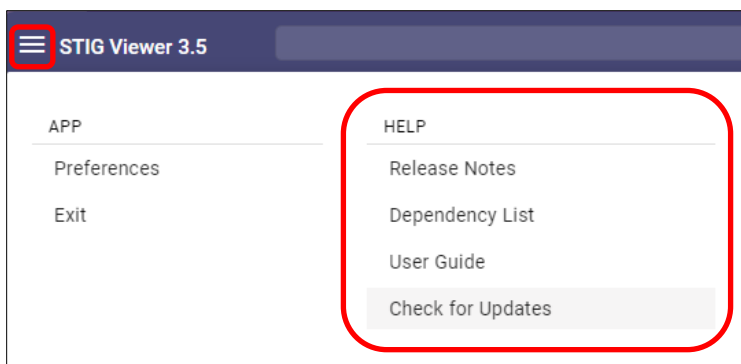 STIG Viewer 3.5
APP
Preferences
Exit
HELP
Release Notes
Dependency List
User Guide
Check for Updates